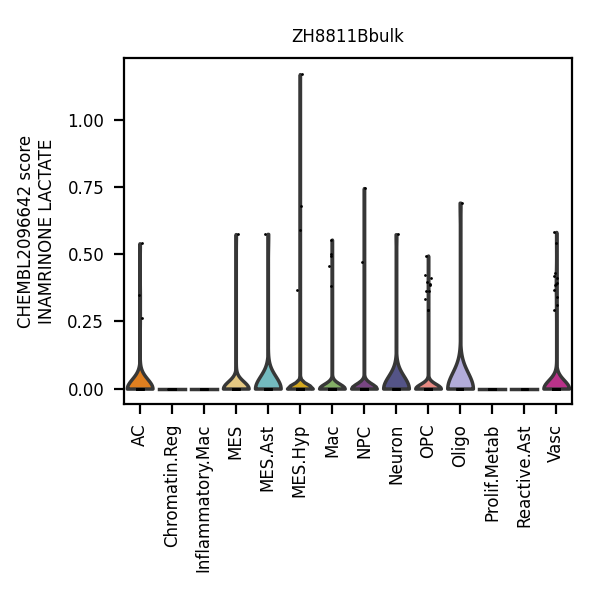 ZH8811Bbulk
CHEMBL2096642 score
INAMRINONE LACTATE
1.00
0.75
0.50
0.25
0.00
AC
Chromatin.Reg
Inflammatory.Mac
MES
MES.Ast
MES.Hyp
Mac
NPC
Neuron
OPC
Oligo
Prolif.Metab
Reactive.Ast
Vasc